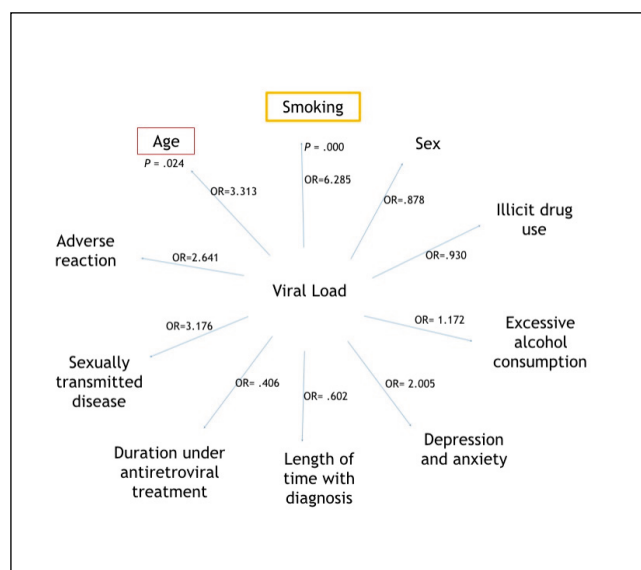 Smoking
Age
P = .000
P = .024
Sex
OR=6.285
OR=3.313
OR=.878
Illicit drug
use
Adverse
reaction
OR=2.641
OR=.930
Viral Load
OR=3.176
OR= 1.172
Excessive
alcohol
consumption
Sexually
transmitted
disease
OR= .406
OR= .602
OR= 2.005
Duration under
antiretroviral
treatment
Length of
time with
diagnosis
Depression
and anxiety